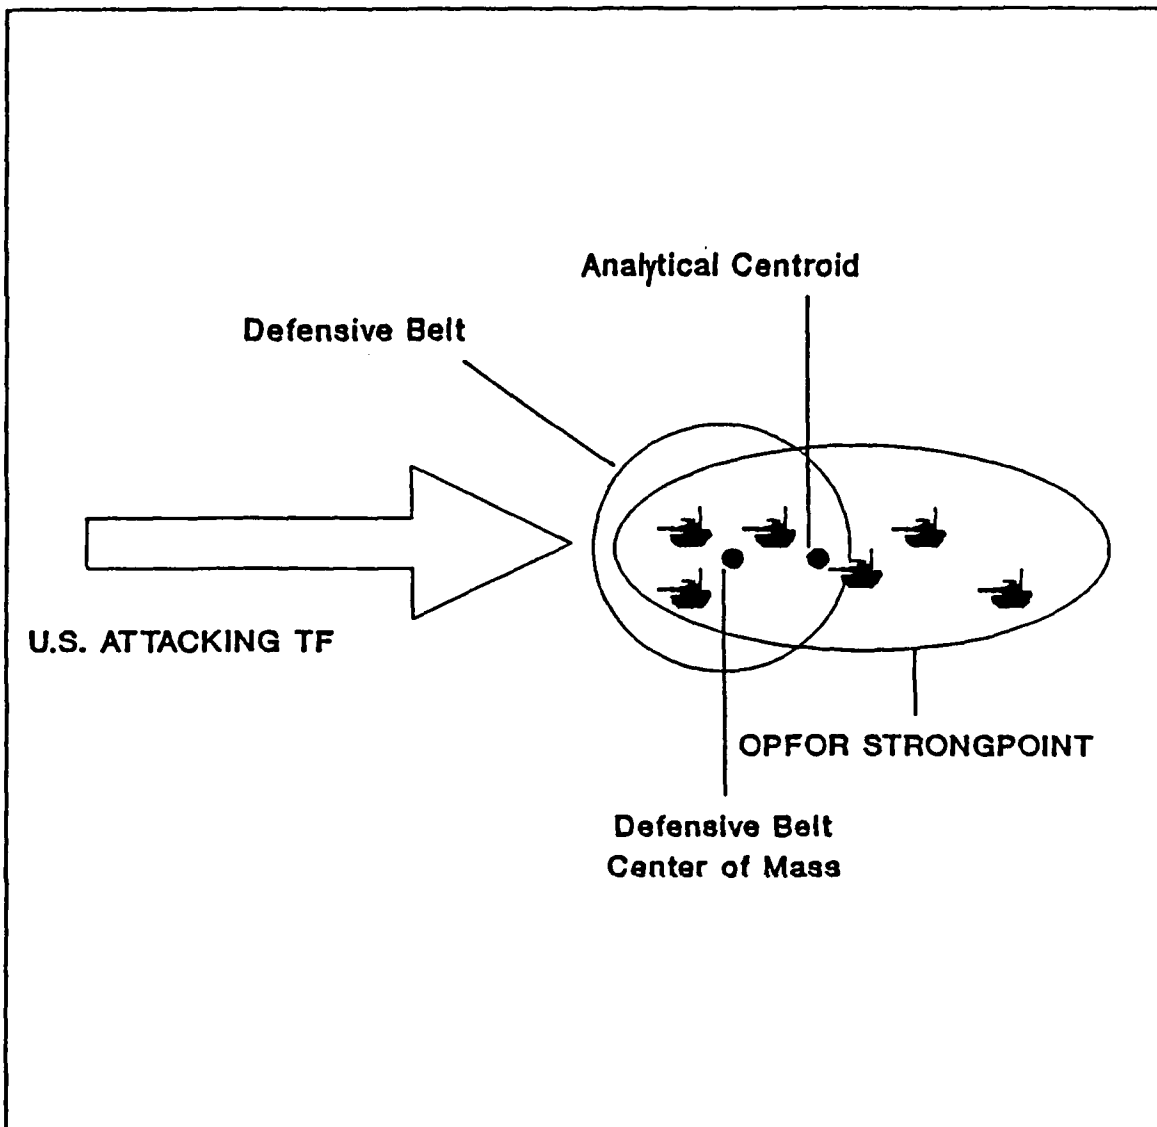 Analytical Centroid
Defensive Belt
U.S. ATTACKING TF
OPFOR STRONGPOINT
Defensive Belt
Center of Mass